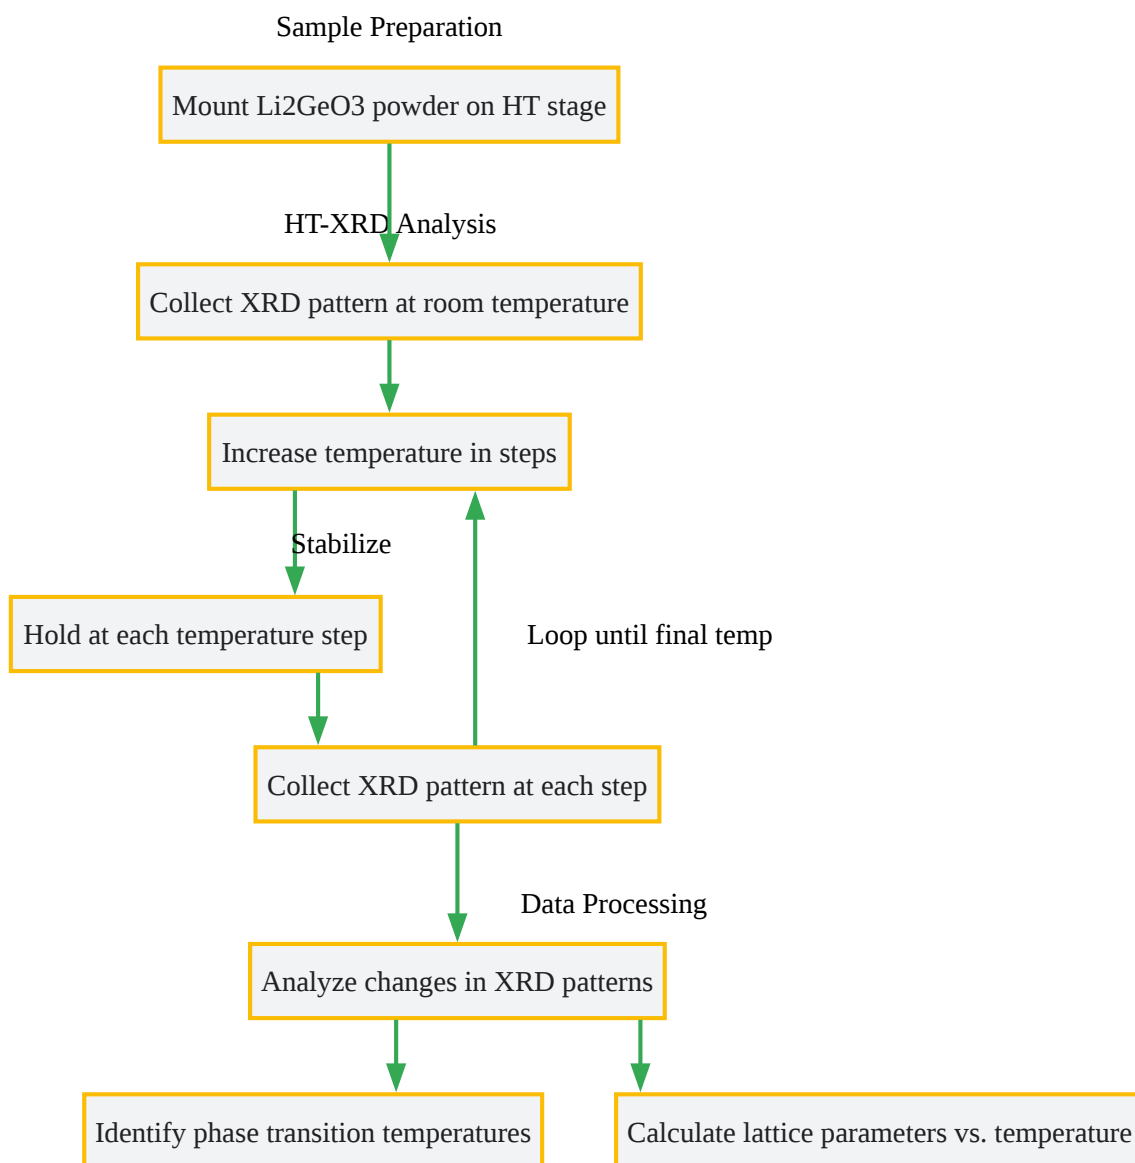 Sample Preparation
Mount Li2GeO3 powder on HT stage
HT-XRD Analysis
Collect XRD pattern at room temperature
Increase temperature in steps
Stabilize
Hold at each temperature step
Loop until final temp
Collect XRD pattern at each step
Data Processing
Analyze changes in XRD patterns
Identify phase transition temperatures
Calculate lattice parameters vs. temperature